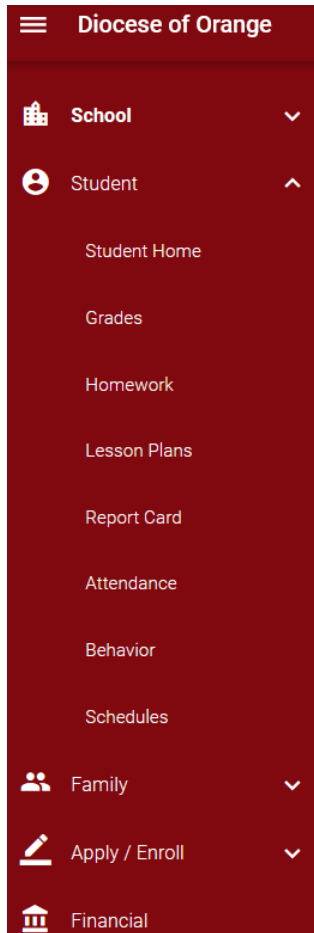 Diocese of Orange
School
Student
Student Home
Grades
Homework
Lesson Plans
Report Card
Attendance
Behavior
Schedules
Family
Apply / Enroll
Financial